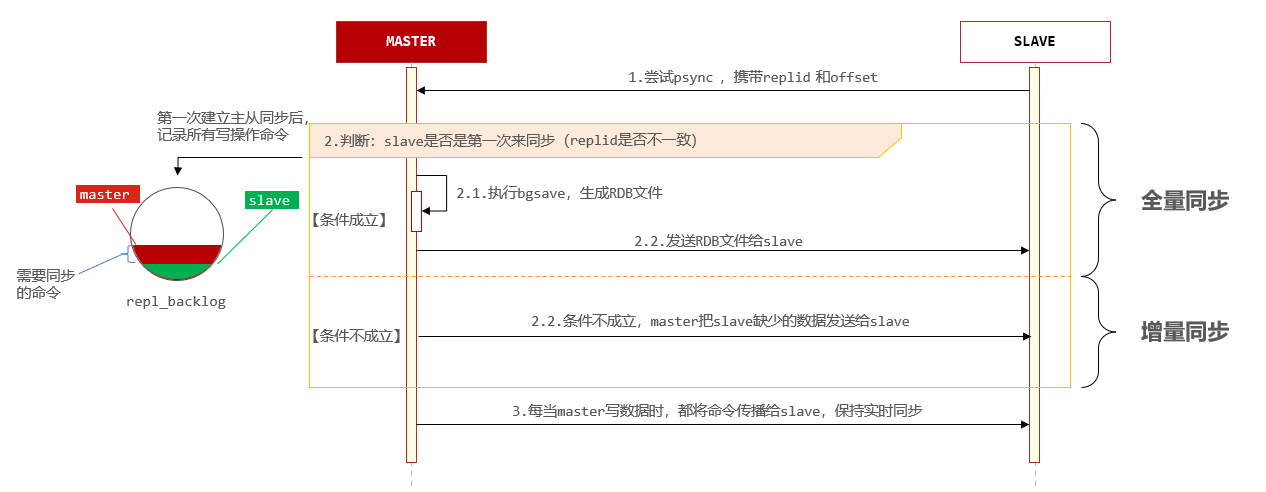 MASTER
SLAVE
1.尝试psync ，携带replid 和offset
第一次建立主从同步后，
记录所有写操作命令
2.判断：slave是否是第一次来同步（replid是否不一致）
master
slave
2.1.执行bgsave，生成RDB文件
【条件成立】
全量同步
2.2.发送RDB文件给slave
需要同步
的命令
repl_backlog
2.2.条件不成立，master把slave缺少的数据发送给slave
【条件不成立】
增量同步
3.每当master写数据时，都将命令传播给slave，保持实时同步